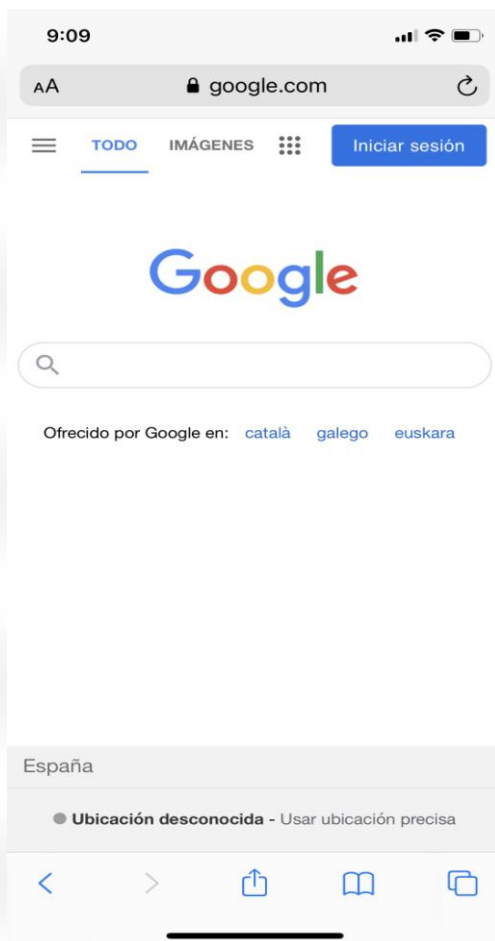 9:09
AA google.com
TODO IMÁGENES Iniciar sesión
Google
Ofrecido por Google en: català galego euskara
España
Ubicación desconocida - Usar ubicación precisa